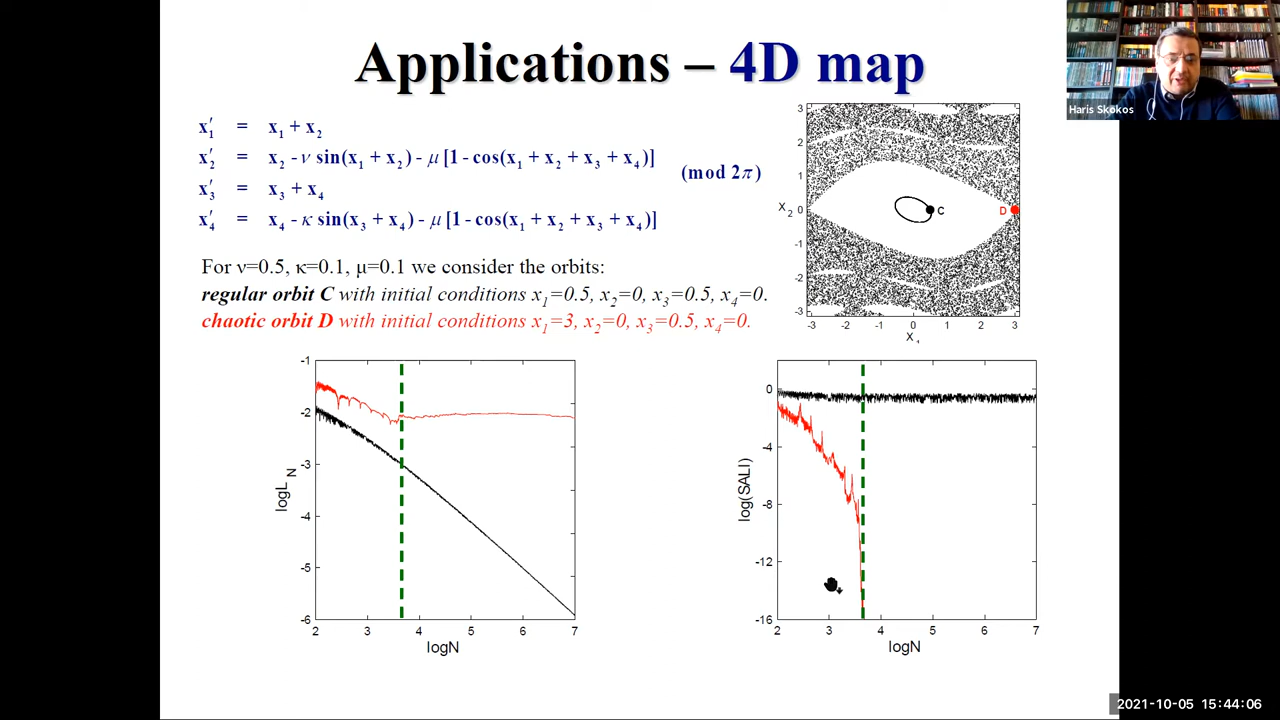 Applications – 4D map
Haris Skokos
x′1 = x1 + x2
x′2 = x2 - ν sin(x1 + x2) - μ [1 - cos(x1 + x2 + x3 + x4)]
x′3 = x3 + x4
x′4 = x4 - κ sin(x3 + x4) - μ [1 - cos(x1 + x2 + x3 + x4)]
(mod 2π)
For ν=0.5, κ=0.1, μ=0.1 we consider the orbits:
regular orbit C with initial conditions x1=0.5, x2=0, x3=0.5, x4=0.
chaotic orbit D with initial conditions x1=3, x2=0, x3=0.5, x4=0.
3
2
1
X2 0
-1
-2
-3
C
D
-3 -2 -1 0 1 2 3
X1
-1
-2
-3
-4
-5
-6
logLN
2 3 4 5 6 7
logN
0
-4
-8
-12
-16
log(SALI)
2 3 4 5 6 7
logN
2021-10-05 15:44:06